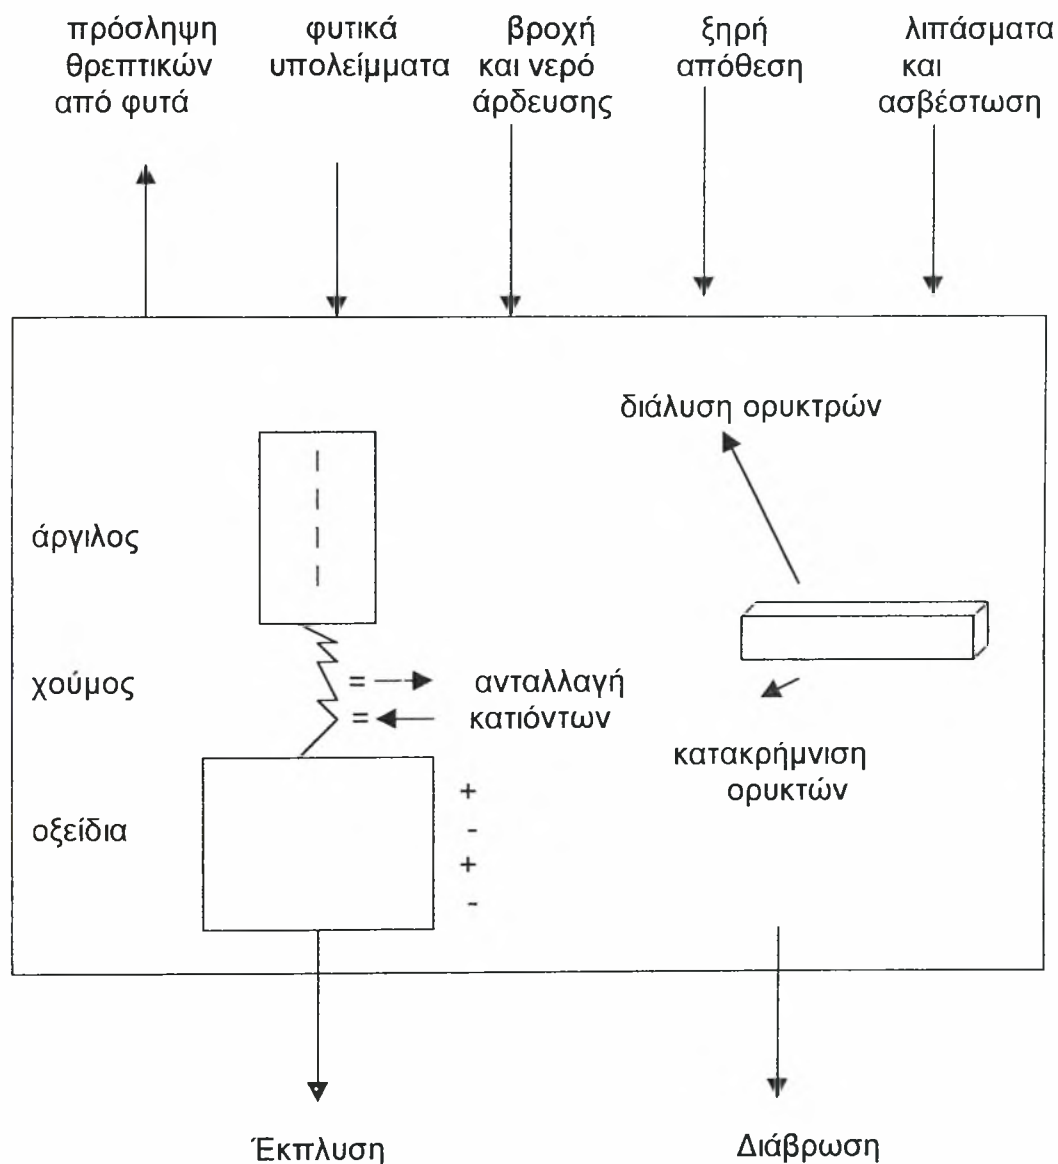 πρόσληψη
θρεπτικών
από φυτά
φυτικά
υπολείμματα
βροχή
και νερό
άρδευσης
ξηρή
απόθεση
λιπάσματα
και
ασβέστωση
διάλυση ορυκτρών
άργιλος
χούμος
= ανταλλαγή
= κατιόντων
κατακρήμνιση
ορυκτών
οξείδια
+
-
+
-
Έκπλυση
Διάβρωση